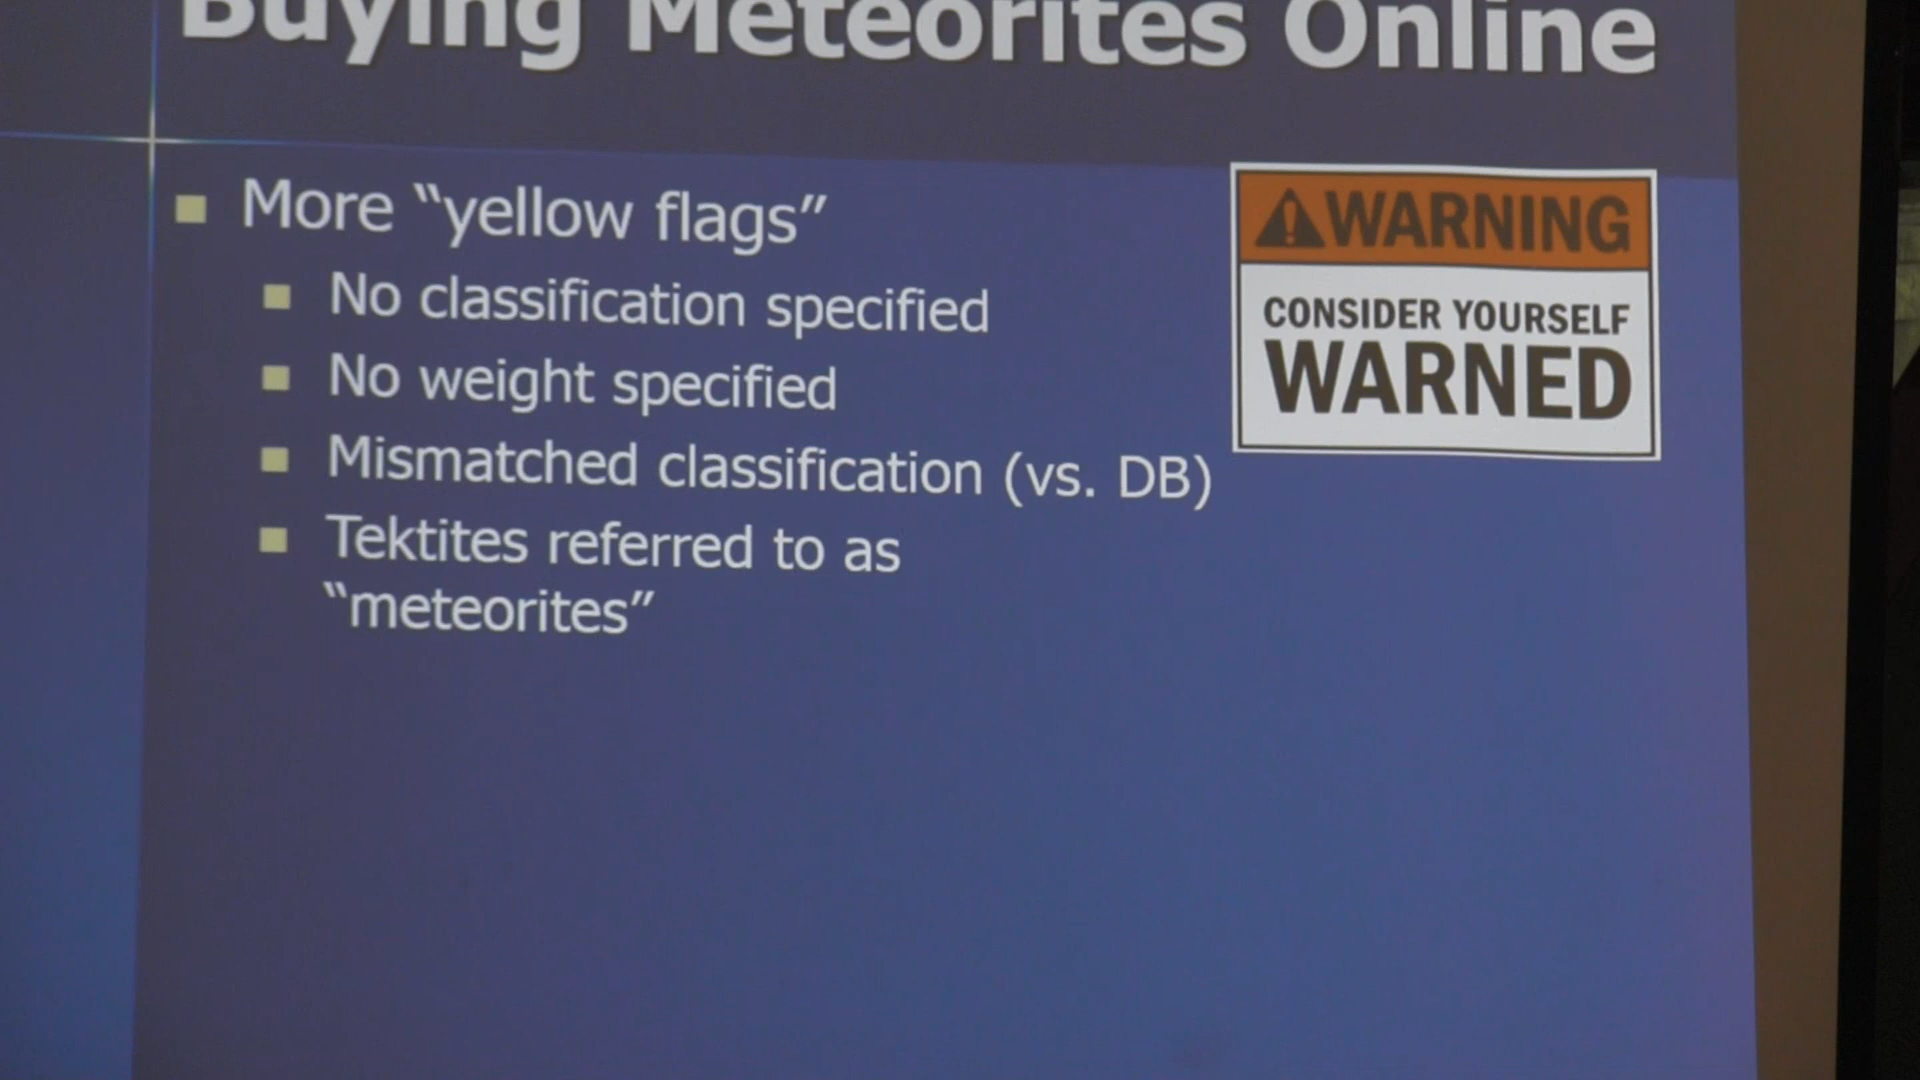 Buying Meteorites Online
More “yellow flags”
No classification specified
No weight specified
Mismatched classification (vs. DB)
Tektites referred to as
“meteorites”
WARNING
CONSIDER YOURSELF
WARNED